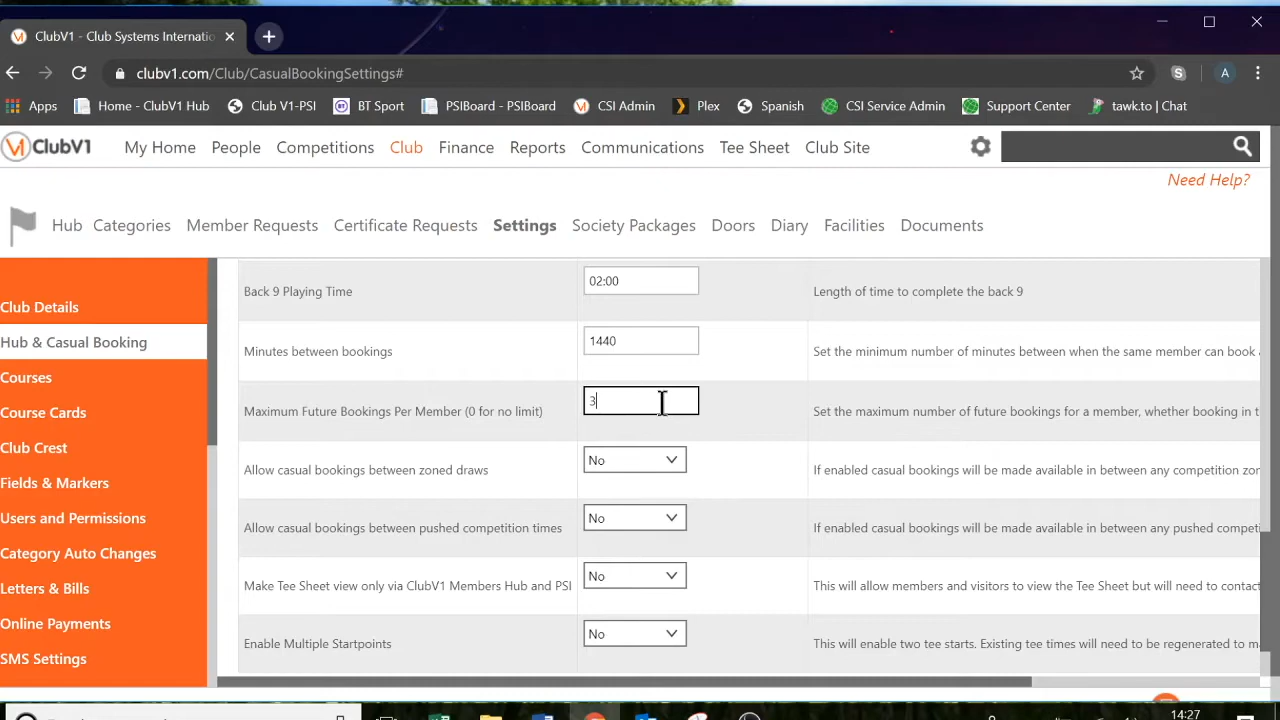 ClubV1 - Club Systems Internatio
clubv1.com/Club/CasualBookingSettings#
A
Apps Home - ClubV1 Hub Club V1-PSI BT Sport PSIBoard - PSIBoard CSI Admin Plex Spanish CSI Service Admin Support Center tawk.to | Chat
ClubV1 My Home People Competitions Club Finance Reports Communications Tee Sheet Club Site
Need Help?
Hub Categories Member Requests Certificate Requests Settings Society Packages Doors Diary Facilities Documents
Club Details
Hub & Casual Booking
Courses
Course Cards
Club Crest
Fields & Markers
Users and Permissions
Category Auto Changes
Letters & Bills
Online Payments
SMS Settings
Back 9 Playing Time 02:00 Length of time to complete the back 9
Minutes between bookings 1440 Set the minimum number of minutes between when the same member can book
Maximum Future Bookings Per Member (0 for no limit) 3 Set the maximum number of future bookings for a member, whether booking in t
Allow casual bookings between zoned draws No If enabled casual bookings will be made available in between any competition zon
Allow casual bookings between pushed competition times No If enabled casual bookings will be made available in between any pushed competi
Make Tee Sheet view only via ClubV1 Members Hub and PSI No This will allow members and visitors to view the Tee Sheet but will need to contact
Enable Multiple Startpoints No This will enable two tee starts. Existing tee times will need to be regenerated to m
14:27